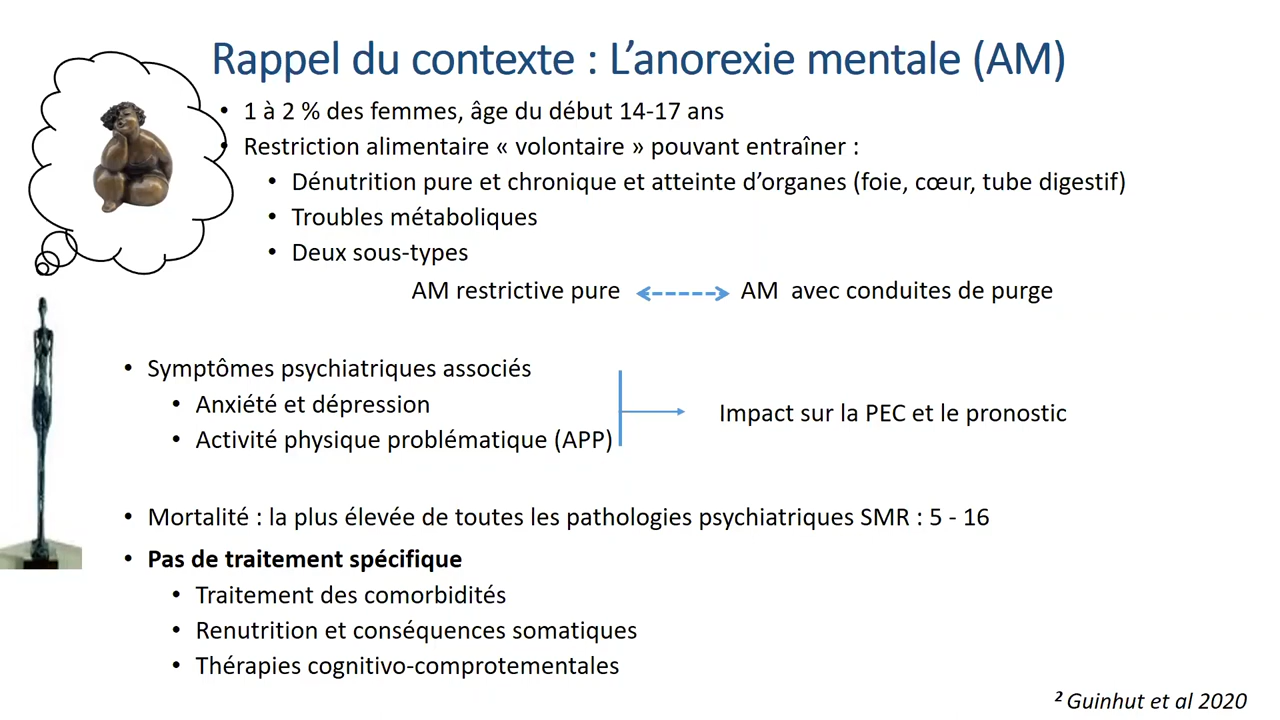 Rappel du contexte : L’anorexie mentale (AM)
• 1 à 2 % des femmes, âge du début 14-17 ans
• Restriction alimentaire « volontaire » pouvant entraîner :
• Dénutrition pure et chronique et atteinte d’organes (foie, cœur, tube digestif)
• Troubles métaboliques
• Deux sous-types
AM restrictive pure AM avec conduites de purge
• Symptômes psychiatriques associés
• Anxiété et dépression
• Activité physique problématique (APP)
Impact sur la PEC et le pronostic
• Mortalité : la plus élevée de toutes les pathologies psychiatriques SMR : 5 - 16
• Pas de traitement spécifique
• Traitement des comorbidités
• Renutrition et conséquences somatiques
• Thérapies cognitivo-comprotementales
² Guinhut et al 2020